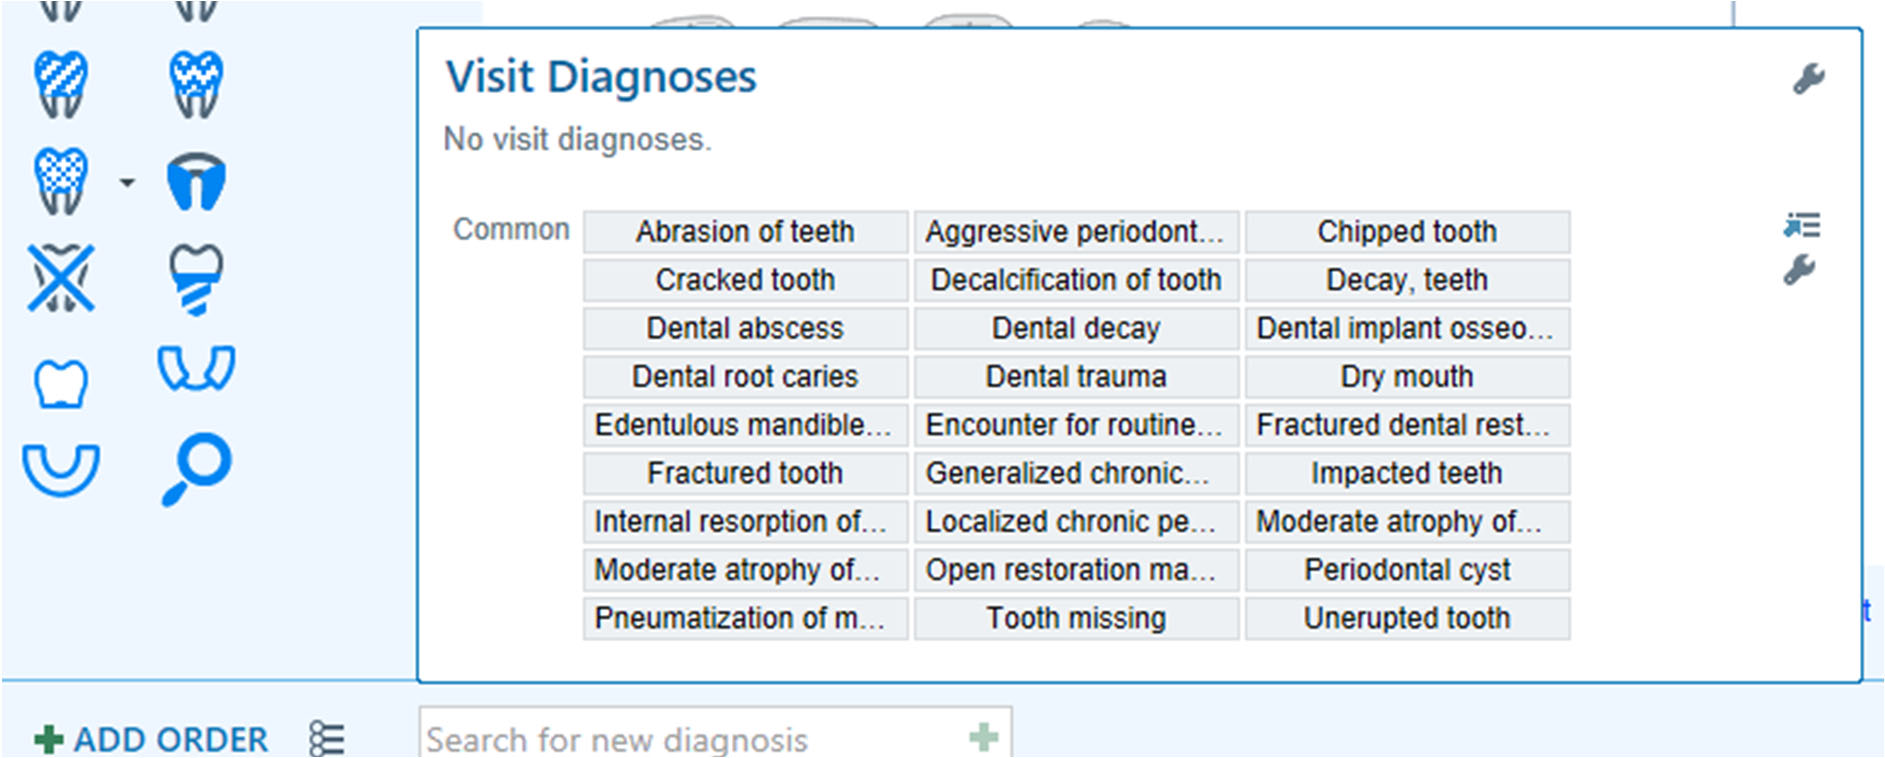 Visit Diagnoses
No visit diagnoses.
Common Abrasion of teeth Aggressive periodont... Chipped tooth
Cracked tooth Decalcification of tooth Decay, teeth
Dental abscess Dental decay Dental implant osseo...
Dental root caries Dental trauma Dry mouth
Edentulous mandible... Encounter for routine... Fractured dental rest...
Fractured tooth Generalized chronic... Impacted teeth
Internal resorption of... Localized chronic pe... Moderate atrophy of...
Moderate atrophy of... Open restoration ma... Periodontal cyst
Pneumatization of m... Tooth missing Unerupted tooth
t
ADD ORDER Search for new diagnosis